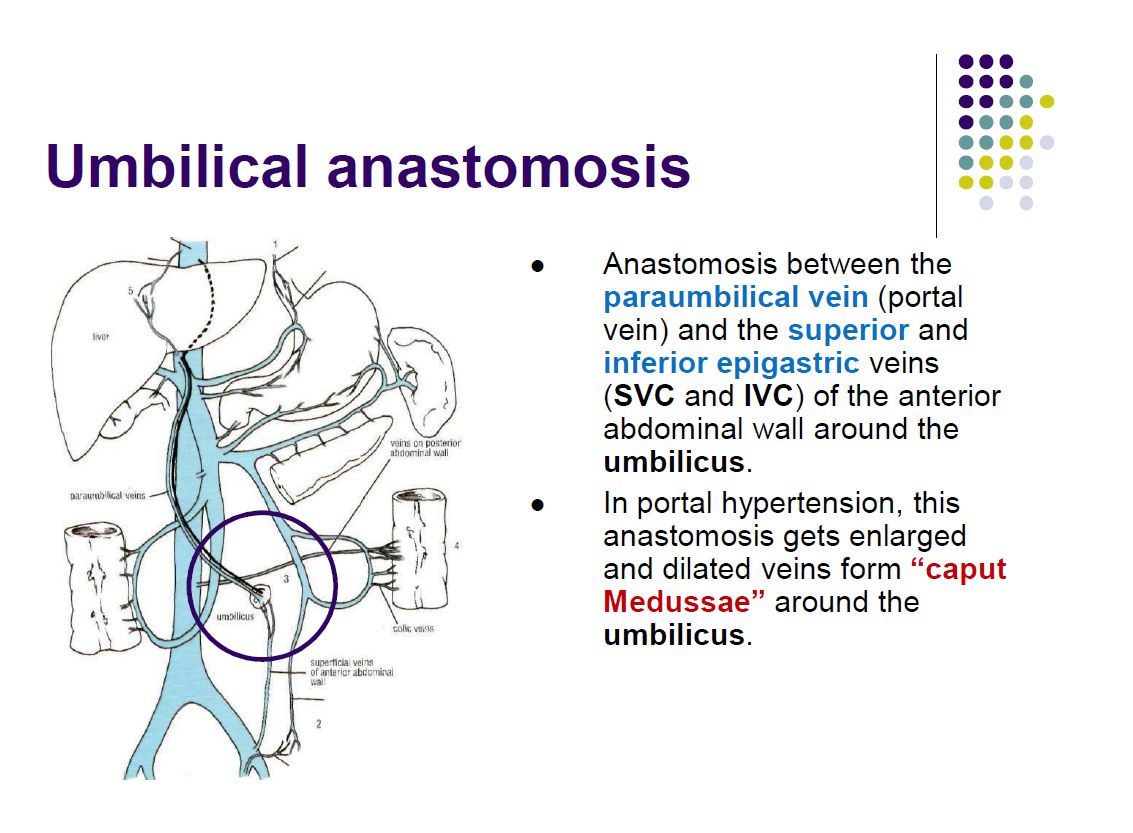 Umbilical anastomosis
1
5
liver
veins on posterior
abdominal wall
paraumbilical veins
4
3
umbilicus
colic veins
superficial veins
of anterior abdominal
wall
2
● Anastomosis between the
paraumbilical vein (portal
vein) and the superior and
inferior epigastric veins
(SVC and IVC) of the anterior
abdominal wall around the
umbilicus.
● In portal hypertension, this
anastomosis gets enlarged
and dilated veins form “caput
Medussae” around the
umbilicus.